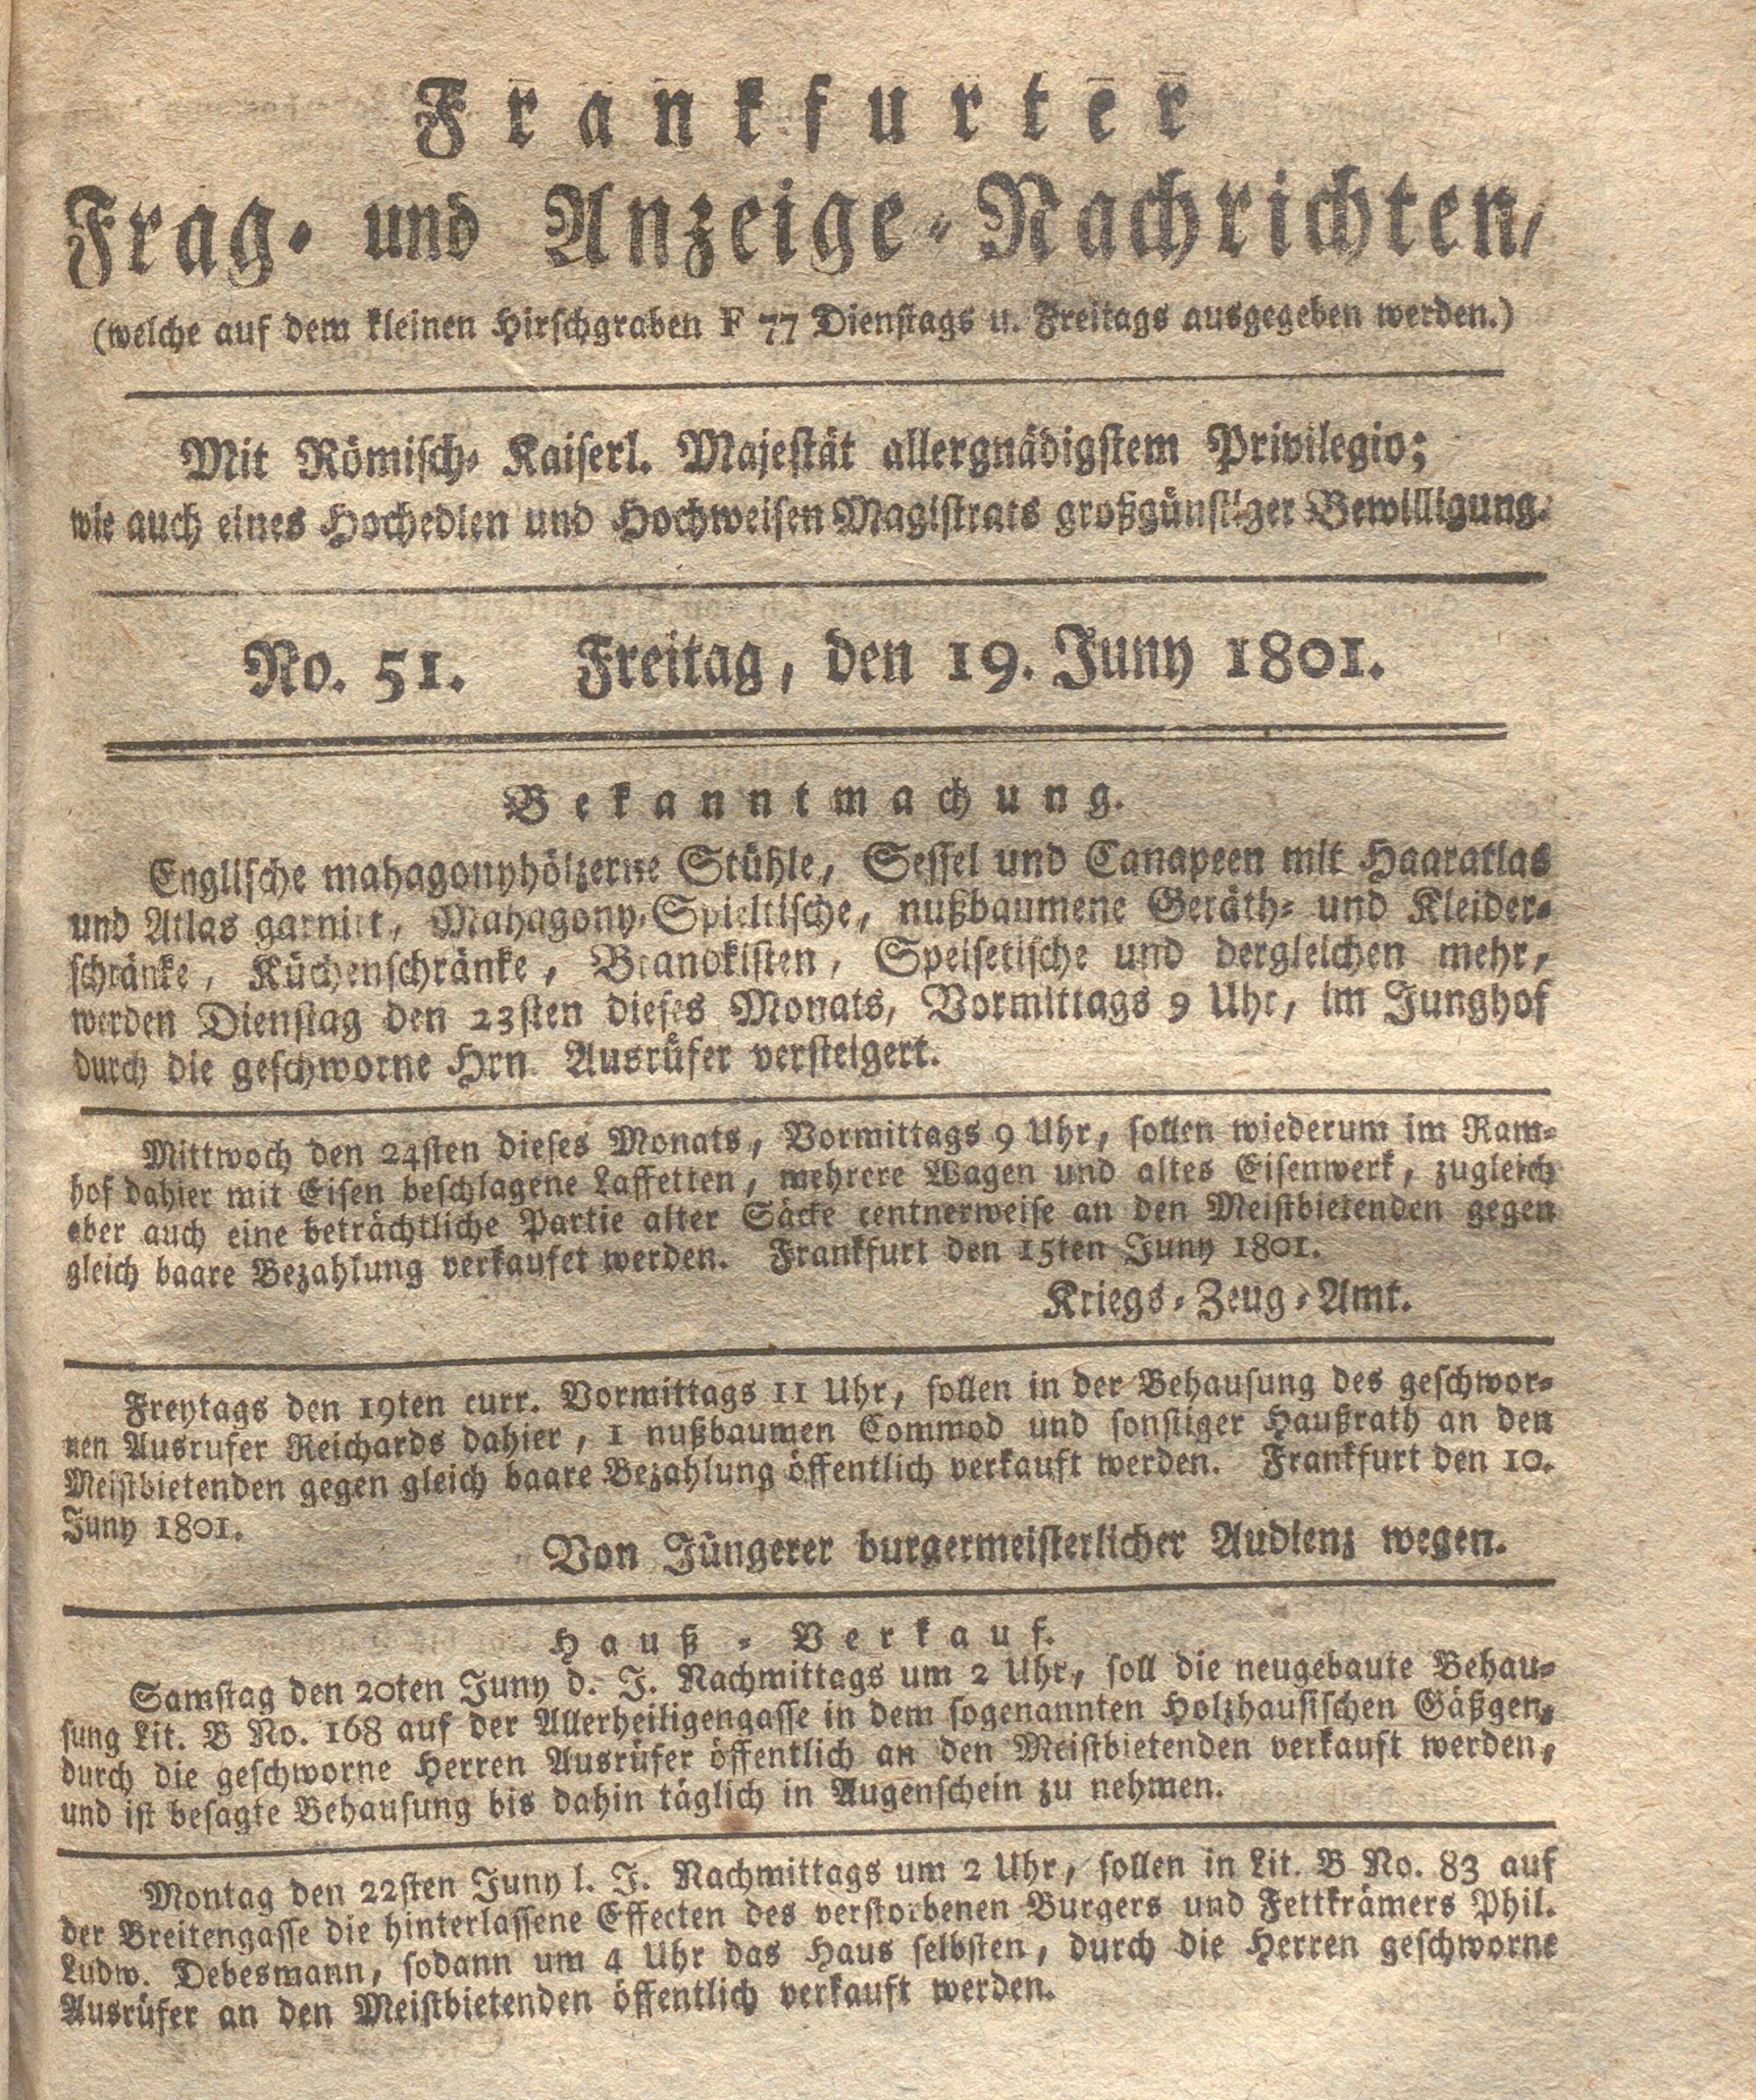 Frankfurter
Frag- und Anzeige-Nachrichten,
(welche auf dem kleinen Hirschgraben F 77 Dienstags u. Freitags ausgegeben werden.)
Mit Römisch- Kaiserl. Majestät allergnädigstem Privilegio;
wie auch eines Hochedlen und Hochweisen Magistrats großgünstiger Bewilligung.
No. 51. Freitag, den 19. Juny 1801.
Bekanntmachung.
Englische mahagonyhölzerne Stühle, Sessel und Canapeen mit Haaratlas
und Atlas garnirt, Mahagony-Spieltische, nußbaumene Geräth- und Kleider-
schränke, Küchenschränke, Brandkisten, Speisetische und dergleichen mehr,
werden Dienstag den 23sten dieses Monats, Vormittags 9 Uhr, im Junghof
durch die geschworne Hrn. Ausrüfer versteigert.
Mittwoch den 24sten dieses Monats, Vormittags 9 Uhr, sollen wiederum im Ram-
hof dahier mit Eisen beschlagene Laffetten, mehrere Wagen und altes Eisenwerk, zugleich
aber auch eine beträchtliche Partie alter Säcke centnerweise an den Meistbietenden gegen
gleich baare Bezahlung verkaufet werden. Frankfurt den 15ten Juny 1801.
Kriegs-Zeug-Amt.
Freytags den 19ten curr. Vormittags 11 Uhr, sollen in der Behausung des geschwor-
nen Ausrufer Reichards dahier, 1 nußbaumen Commod und sonstiger Haußrath an den
Meistbietenden gegen gleich baare Bezahlung öffentlich verkauft werden. Frankfurt den 10.
Juny 1801.
Von Jüngerer burgermeisterlicher Audienz wegen.
Hauß-Verkauf.
Samstag den 20ten Juny d. J. Nachmittags um 2 Uhr, soll die neugebaute Behau-
sung Lit. B No. 168 auf der Allerheiligengasse in dem sogenannten Holzhausischen Gäßgen,
durch die geschworne Herren Ausrüfer öffentlich an den Meistbietenden verkauft werden,
und ist besagte Behausung bis dahin täglich in Augenschein zu nehmen.
Montag den 22sten Juny l. J. Nachmittags um 2 Uhr, sollen in Lit. B No. 83 auf
der Breitengasse die hinterlassene Effecten des verstorbenen Burgers und Fettkrämers Phil.
Ludw. Debesmann, sodann um 4 Uhr das Haus selbsten, durch die Herren geschworne
Ausrüfer an den Meistbietenden öffentlich verkauft werden.